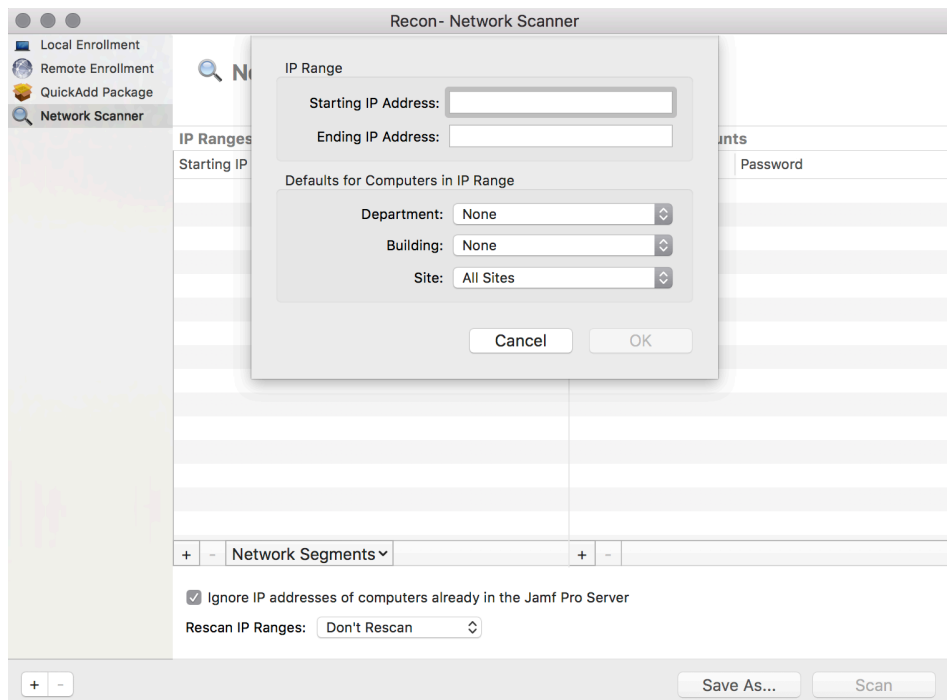 Recon- Network Scanner
Local Enrollment
Remote Enrollment
QuickAdd Package
Network Scanner
IP Range
Starting IP Address:
Ending IP Address:
Defaults for Computers in IP Range
Department: None
Building: None
Site: All Sites
Cancel OK
IP Ranges
Starting IP
Password
+ - Network Segments
+ -
Ignore IP addresses of computers already in the Jamf Pro Server
Rescan IP Ranges: Don't Rescan
+ - Save As... Scan